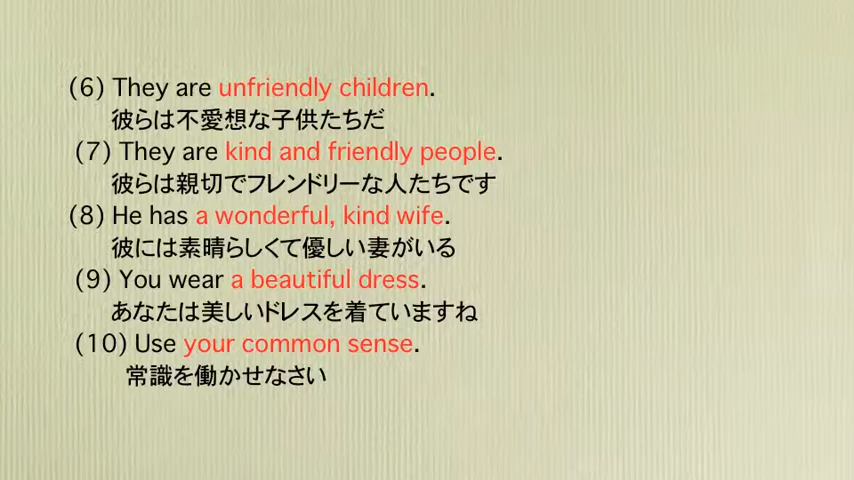 (6) They are unfriendly children.
彼らは不愛想な子供たちだ
(7) They are kind and friendly people.
彼らは親切でフレンドリーな人たちです
(8) He has a wonderful, kind wife.
彼には素晴らしくて優しい妻がいる
(9) You wear a beautiful dress.
あなたは美しいドレスを着ていますね
(10) Use your common sense.
常識を働かせなさい